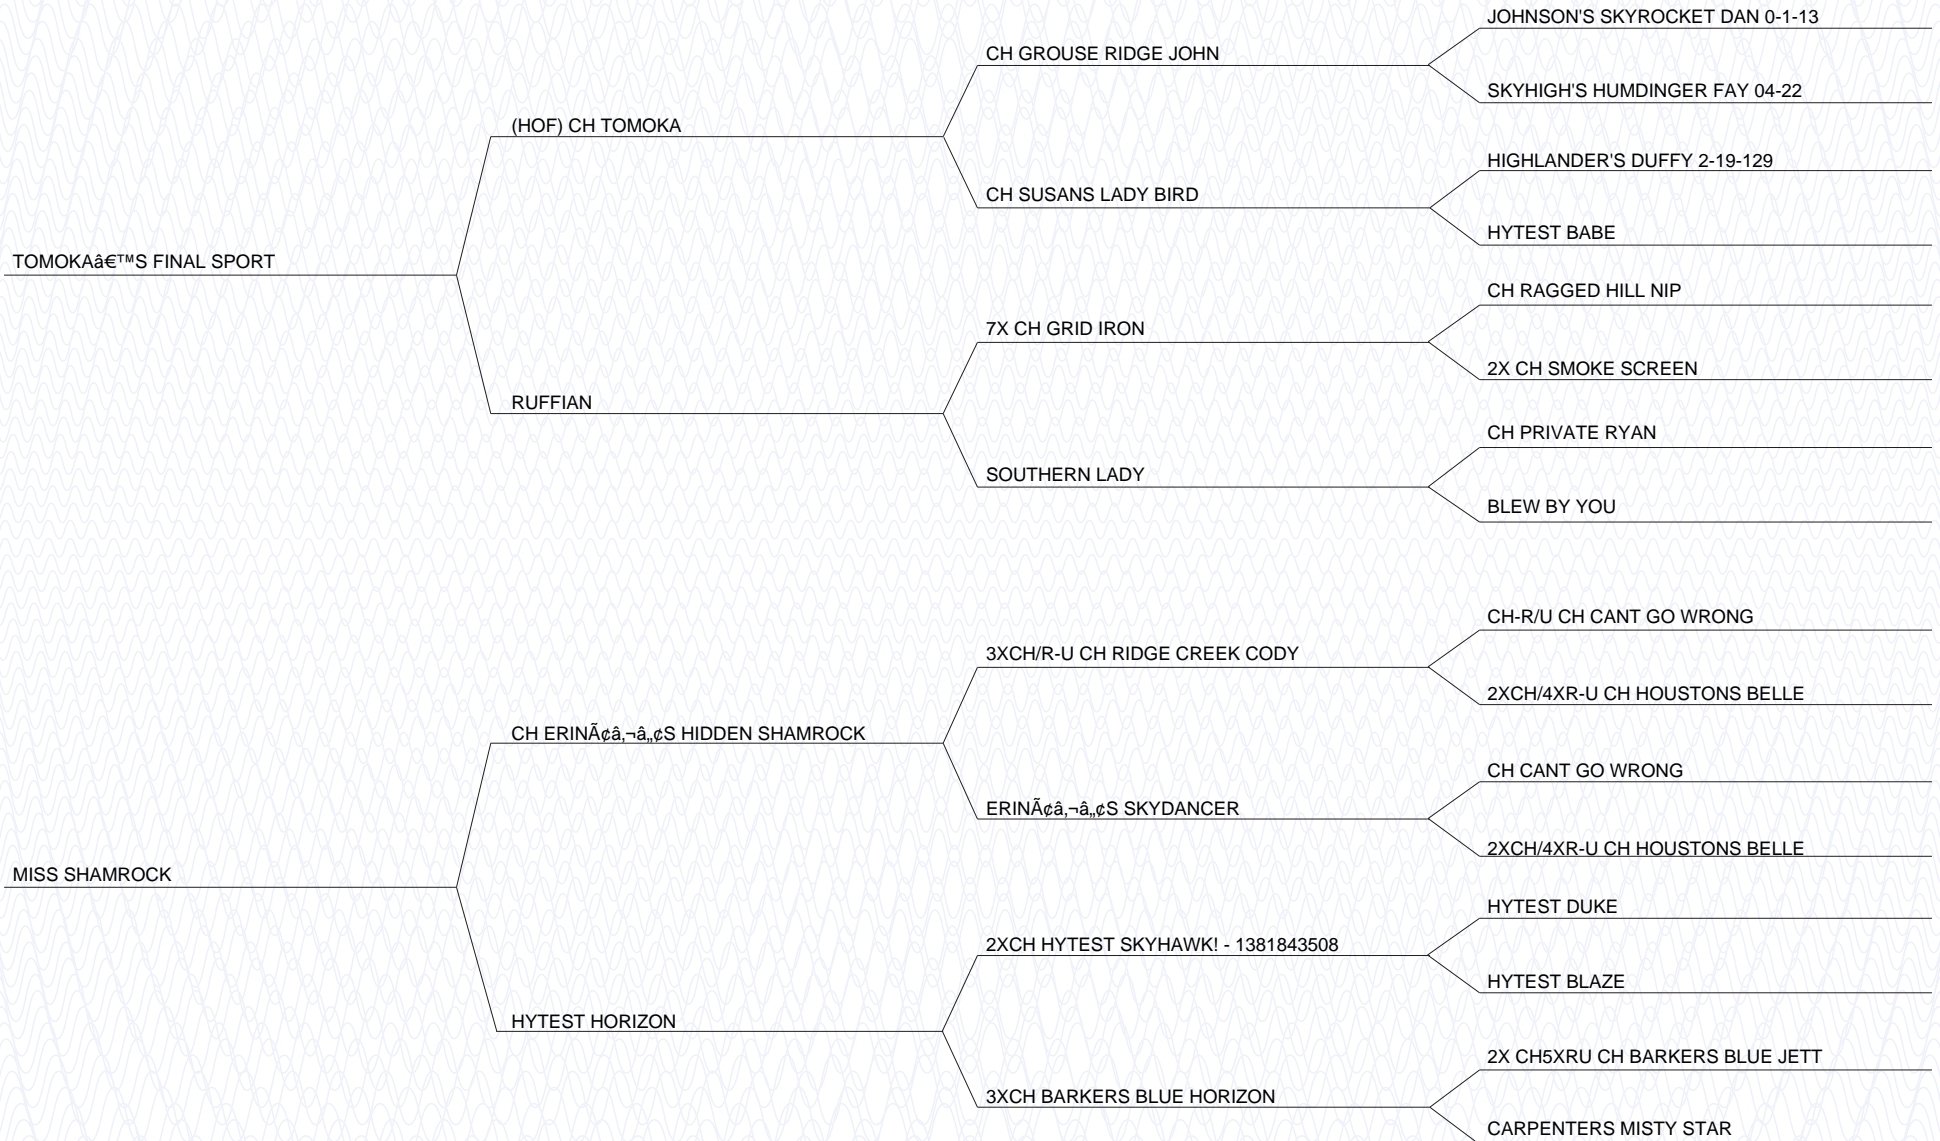 JOHNSON'S SKYROCKET DAN 0-1-13
CH GROUSE RIDGE JOHN
SKYHIGH'S HUMDINGER FAY 04-22
(HOF) CH TOMOKA
HIGHLANDER'S DUFFY 2-19-129
CH SUSANS LADY BIRD
HYTEST BABE
TOMOKAâ€™S FINAL SPORT
CH RAGGED HILL NIP
7X CH GRID IRON
2X CH SMOKE SCREEN
RUFFIAN
CH PRIVATE RYAN
SOUTHERN LADY
BLEW BY YOU
CH-R/U CH CANT GO WRONG
3XCH/R-U CH RIDGE CREEK CODY
2XCH/4XR-U CH HOUSTONS BELLE
CH ERINÃ¢â‚¬â„¢S HIDDEN SHAMROCK
CH CANT GO WRONG
ERINÃ¢â‚¬â„¢S SKYDANCER
2XCH/4XR-U CH HOUSTONS BELLE
MISS SHAMROCK
HYTEST DUKE
2XCH HYTEST SKYHAWK! - 1381843508
HYTEST BLAZE
HYTEST HORIZON
2X CH5XRU CH BARKERS BLUE JETT
3XCH BARKERS BLUE HORIZON
CARPENTERS MISTY STAR